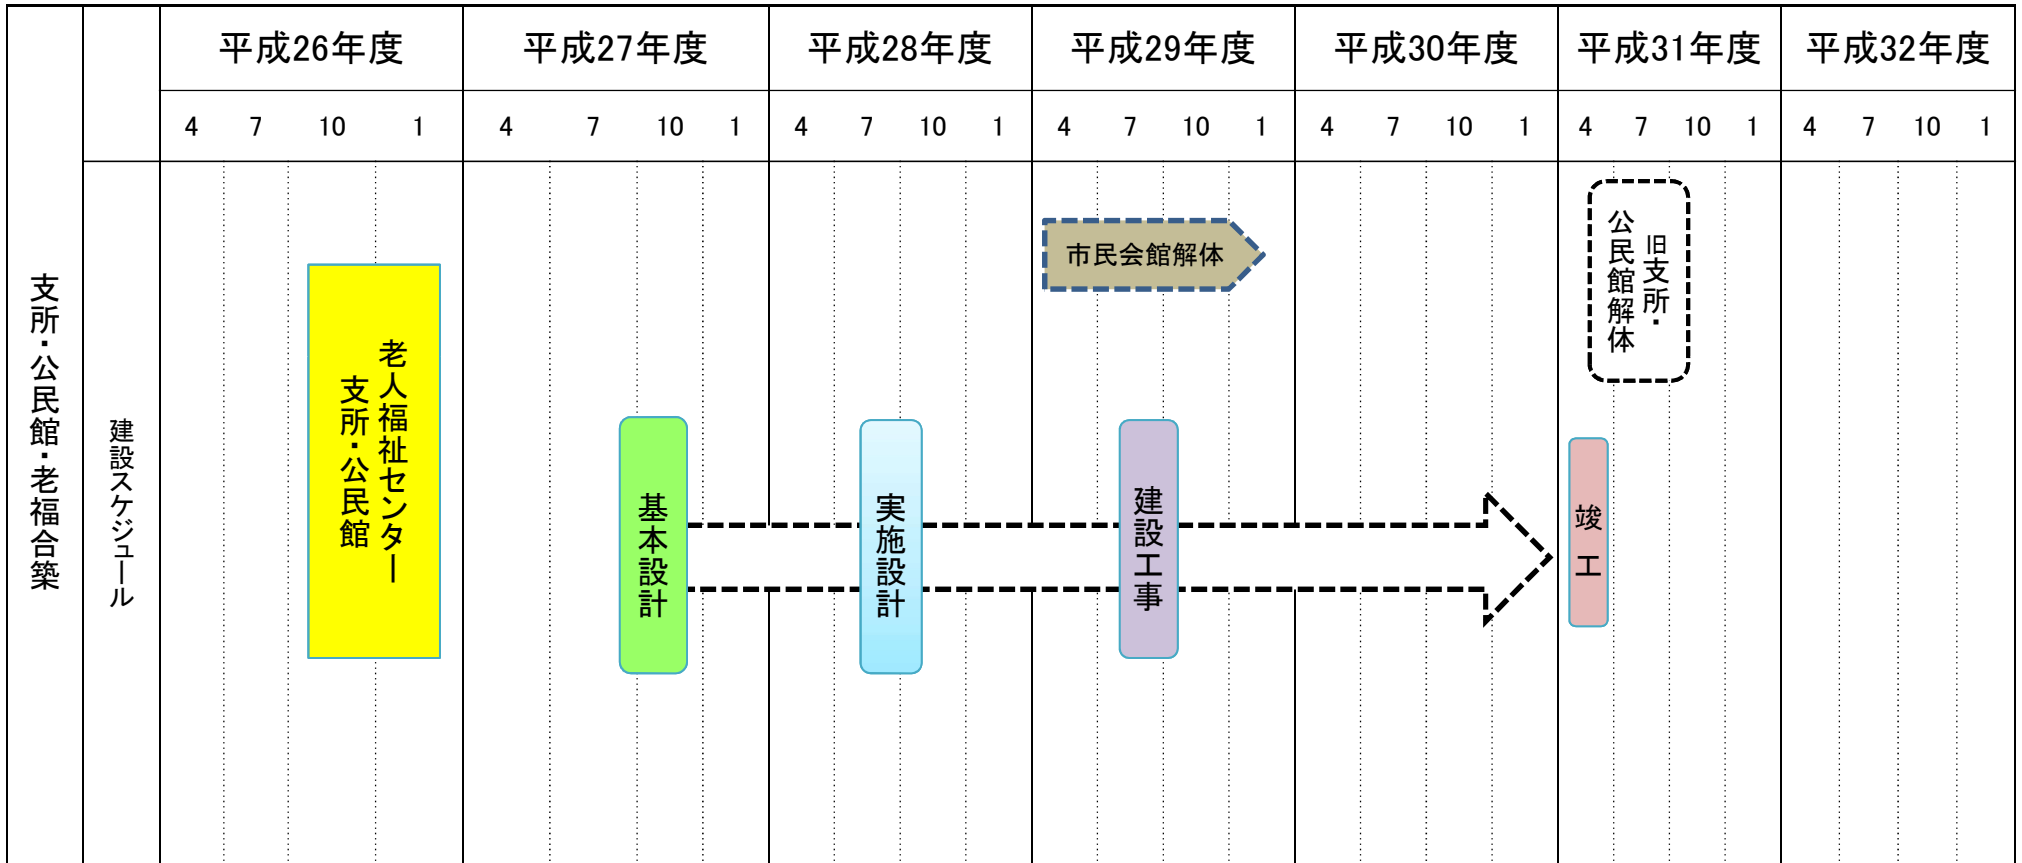 平成26年度 平成27年度 平成28年度 平成29年度 平成30年度 平成31年度 平成32年度
4 7 10 1 4 7 10 1 4 7 10 1 4 7 10 1 4 7 10 1 4 7 10 1 4 7 10 1
支所・公民館・老福合築
建設スケジュール
老人福祉センター
支所・公民館
基本設計
実施設計
市民会館解体
建設工事
旧支所・
公民館解体
竣工